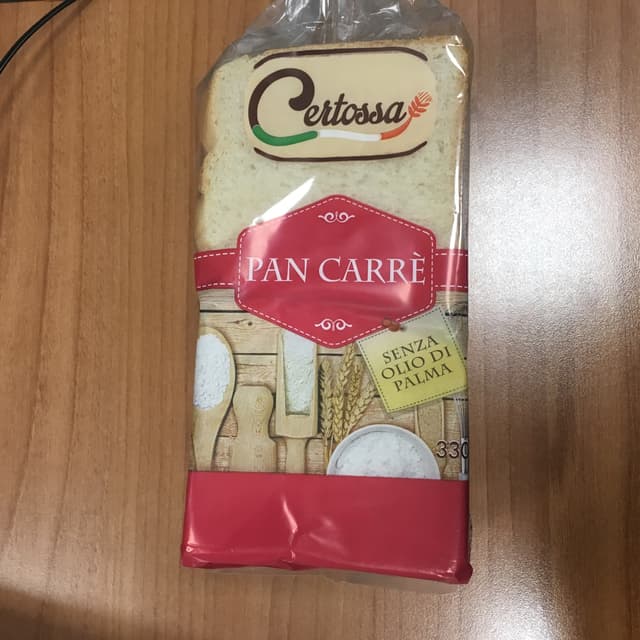 Certossa
PAN CARRÈ
SENZA
OLIO DI
PALMA
330